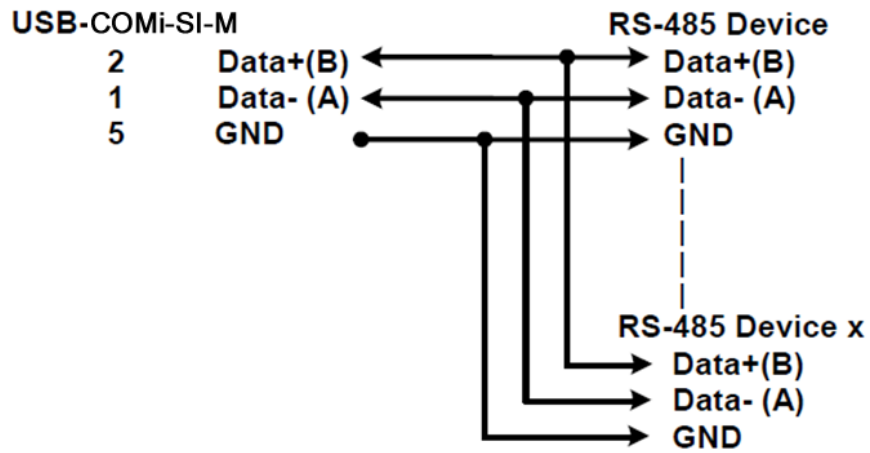 USB-COMi-SI-M RS-485 Device
2 Data+(B) Data+(B)
1 Data- (A) Data- (A)
5 GND GND
RS-485 Device x
Data+(B)
Data- (A)
GND